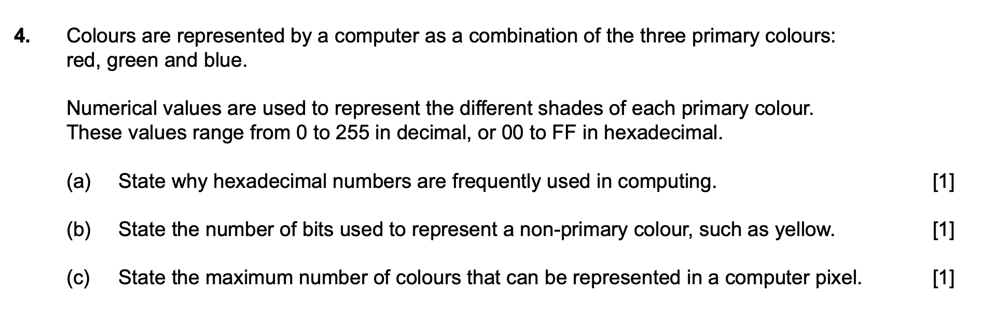 4. Colours are represented by a computer as a combination of the three primary colours:
red, green and blue.
Numerical values are used to represent the different shades of each primary colour.
These values range from 0 to 255 in decimal, or 00 to FF in hexadecimal.
(a) State why hexadecimal numbers are frequently used in computing. [1]
(b) State the number of bits used to represent a non-primary colour, such as yellow. [1]
(c) State the maximum number of colours that can be represented in a computer pixel. [1]